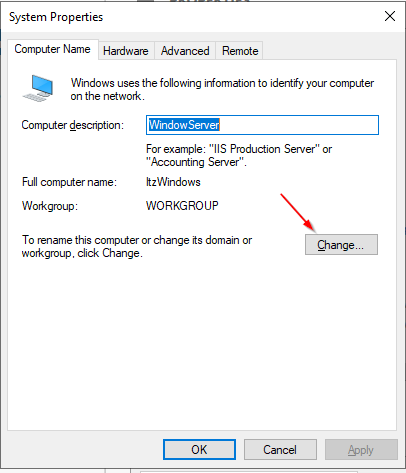 System Properties
Computer Name Hardware Advanced Remote
Windows uses the following information to identify your computer
on the network.
Computer description: WindowServer
For example: "IIS Production Server" or
"Accounting Server".
Full computer name: ItzWindows
Workgroup: WORKGROUP
To rename this computer or change its domain or
workgroup, click Change.
Change...
OK Cancel Apply